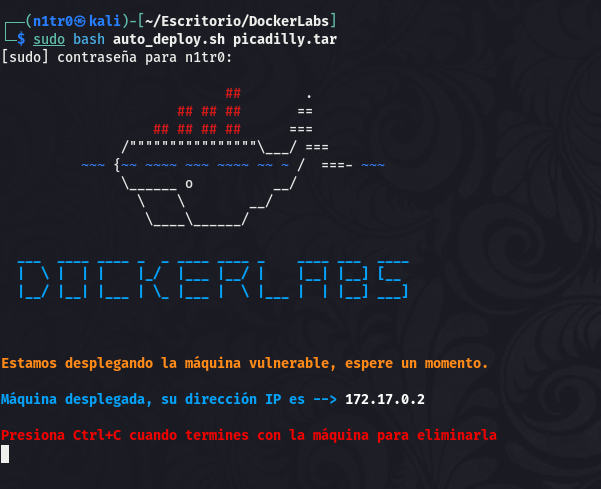 ┌──(n1tr0㉿kali)-[~/Escritorio/DockerLabs]
└─$ sudo bash auto_deploy.sh picadilly.tar
[sudo] contraseña para n1tr0:
DOCKERLABS
Estamos desplegando la máquina vulnerable, espere un momento.
Máquina desplegada, su dirección IP es --> 172.17.0.2
Presiona Ctrl+C cuando termines con la máquina para eliminarla